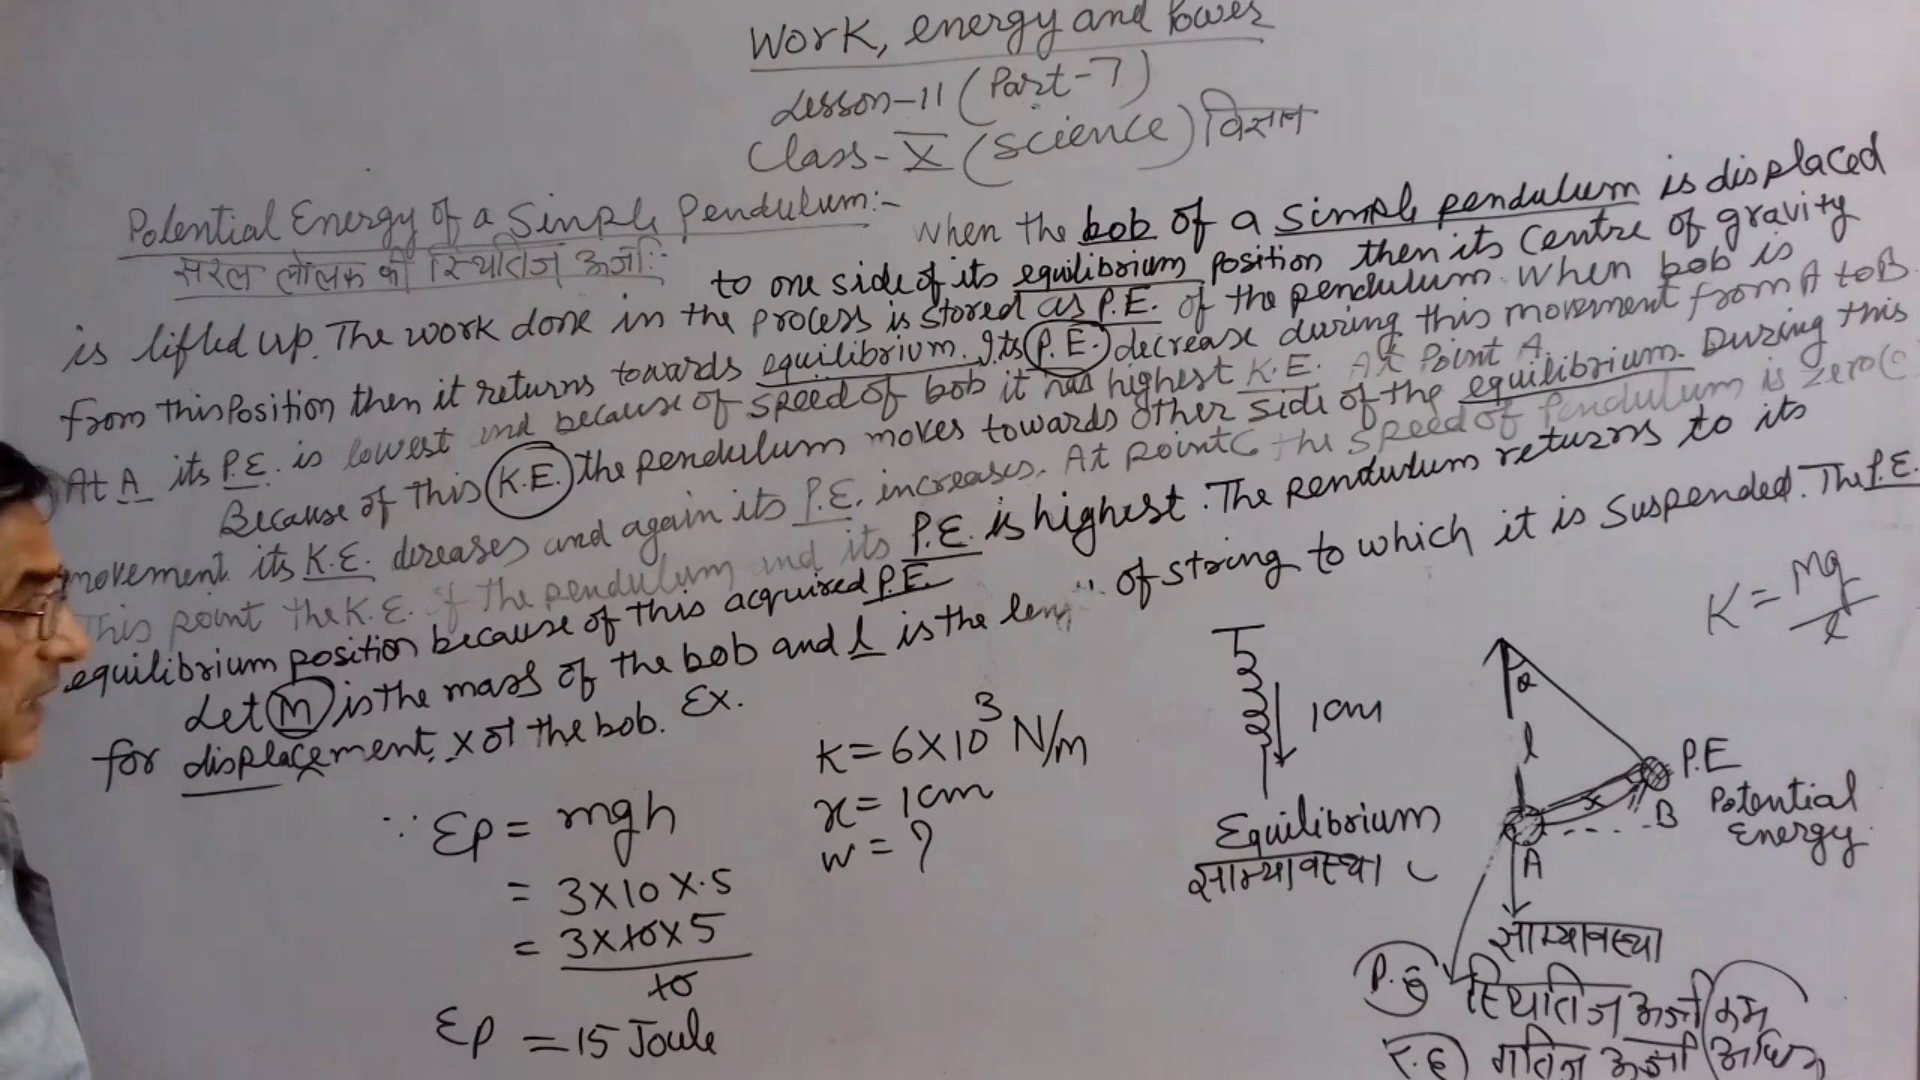 Work, energy and Power
Lesson-11 (Part-7)
Class-X (Science) विज्ञान
Potential Energy of a Simple Pendulum:-
सरल लोलक की स्थितिज ऊर्जा:-
When the bob of a simple pendulum is displaced
to one side of its equilibrium position then its Centre of gravity
is lifted up. The work done in the process is stored as P.E. of the pendulum. When bob is
from this Position then it returns towards equilibrium. Its P.E. decrease during this movement from A to B
At A its P.E. is lowest and because of speed of bob it has highest K.E. At Point A
Because of this K.E. the pendulum moves towards other side of the equilibrium. During this
movement its K.E. dereases and again its P.E. increases. At point C the speed of Pendulum is zero (
This point the K.E. of the pendulum and its P.E. is highest. The Pendulum returns to its
equilibrium position because of this acquired P.E.
Let M is the mass of the bob and l is the of string to which it is suspended. The P.E.
for displacement x of the bob. Ex.
K = Mg/l
∵ Ep = mgh
= 3×10×.5
= 3×10×5
10
Ep = 15 Joule
K = 6×10³ N/m
x = 1cm
w = ?
1cm
Equilibrium
साम्यावस्था
l
x
A
B
P.E
Potential
Energy
साम्यावस्था
स्थितिज ऊर्जा कम
गतिज ऊर्जा